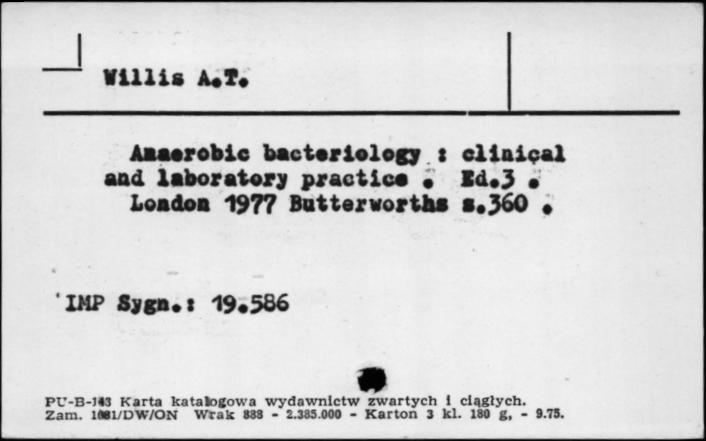 Willis A.T.
Anaerobic bacteriology : clinical
and laboratory practice . Ed.3 .
London 1977 Butterworths s.360 .
IMP Sygn.: 19.586
PU-B-143 Karta katalogowa wydawnictw zwartych i ciągłych.
Zam. 1081/DW/ON Wrak 888 - 2.385.000 - Karton 3 kl. 180 g, - 9.75.